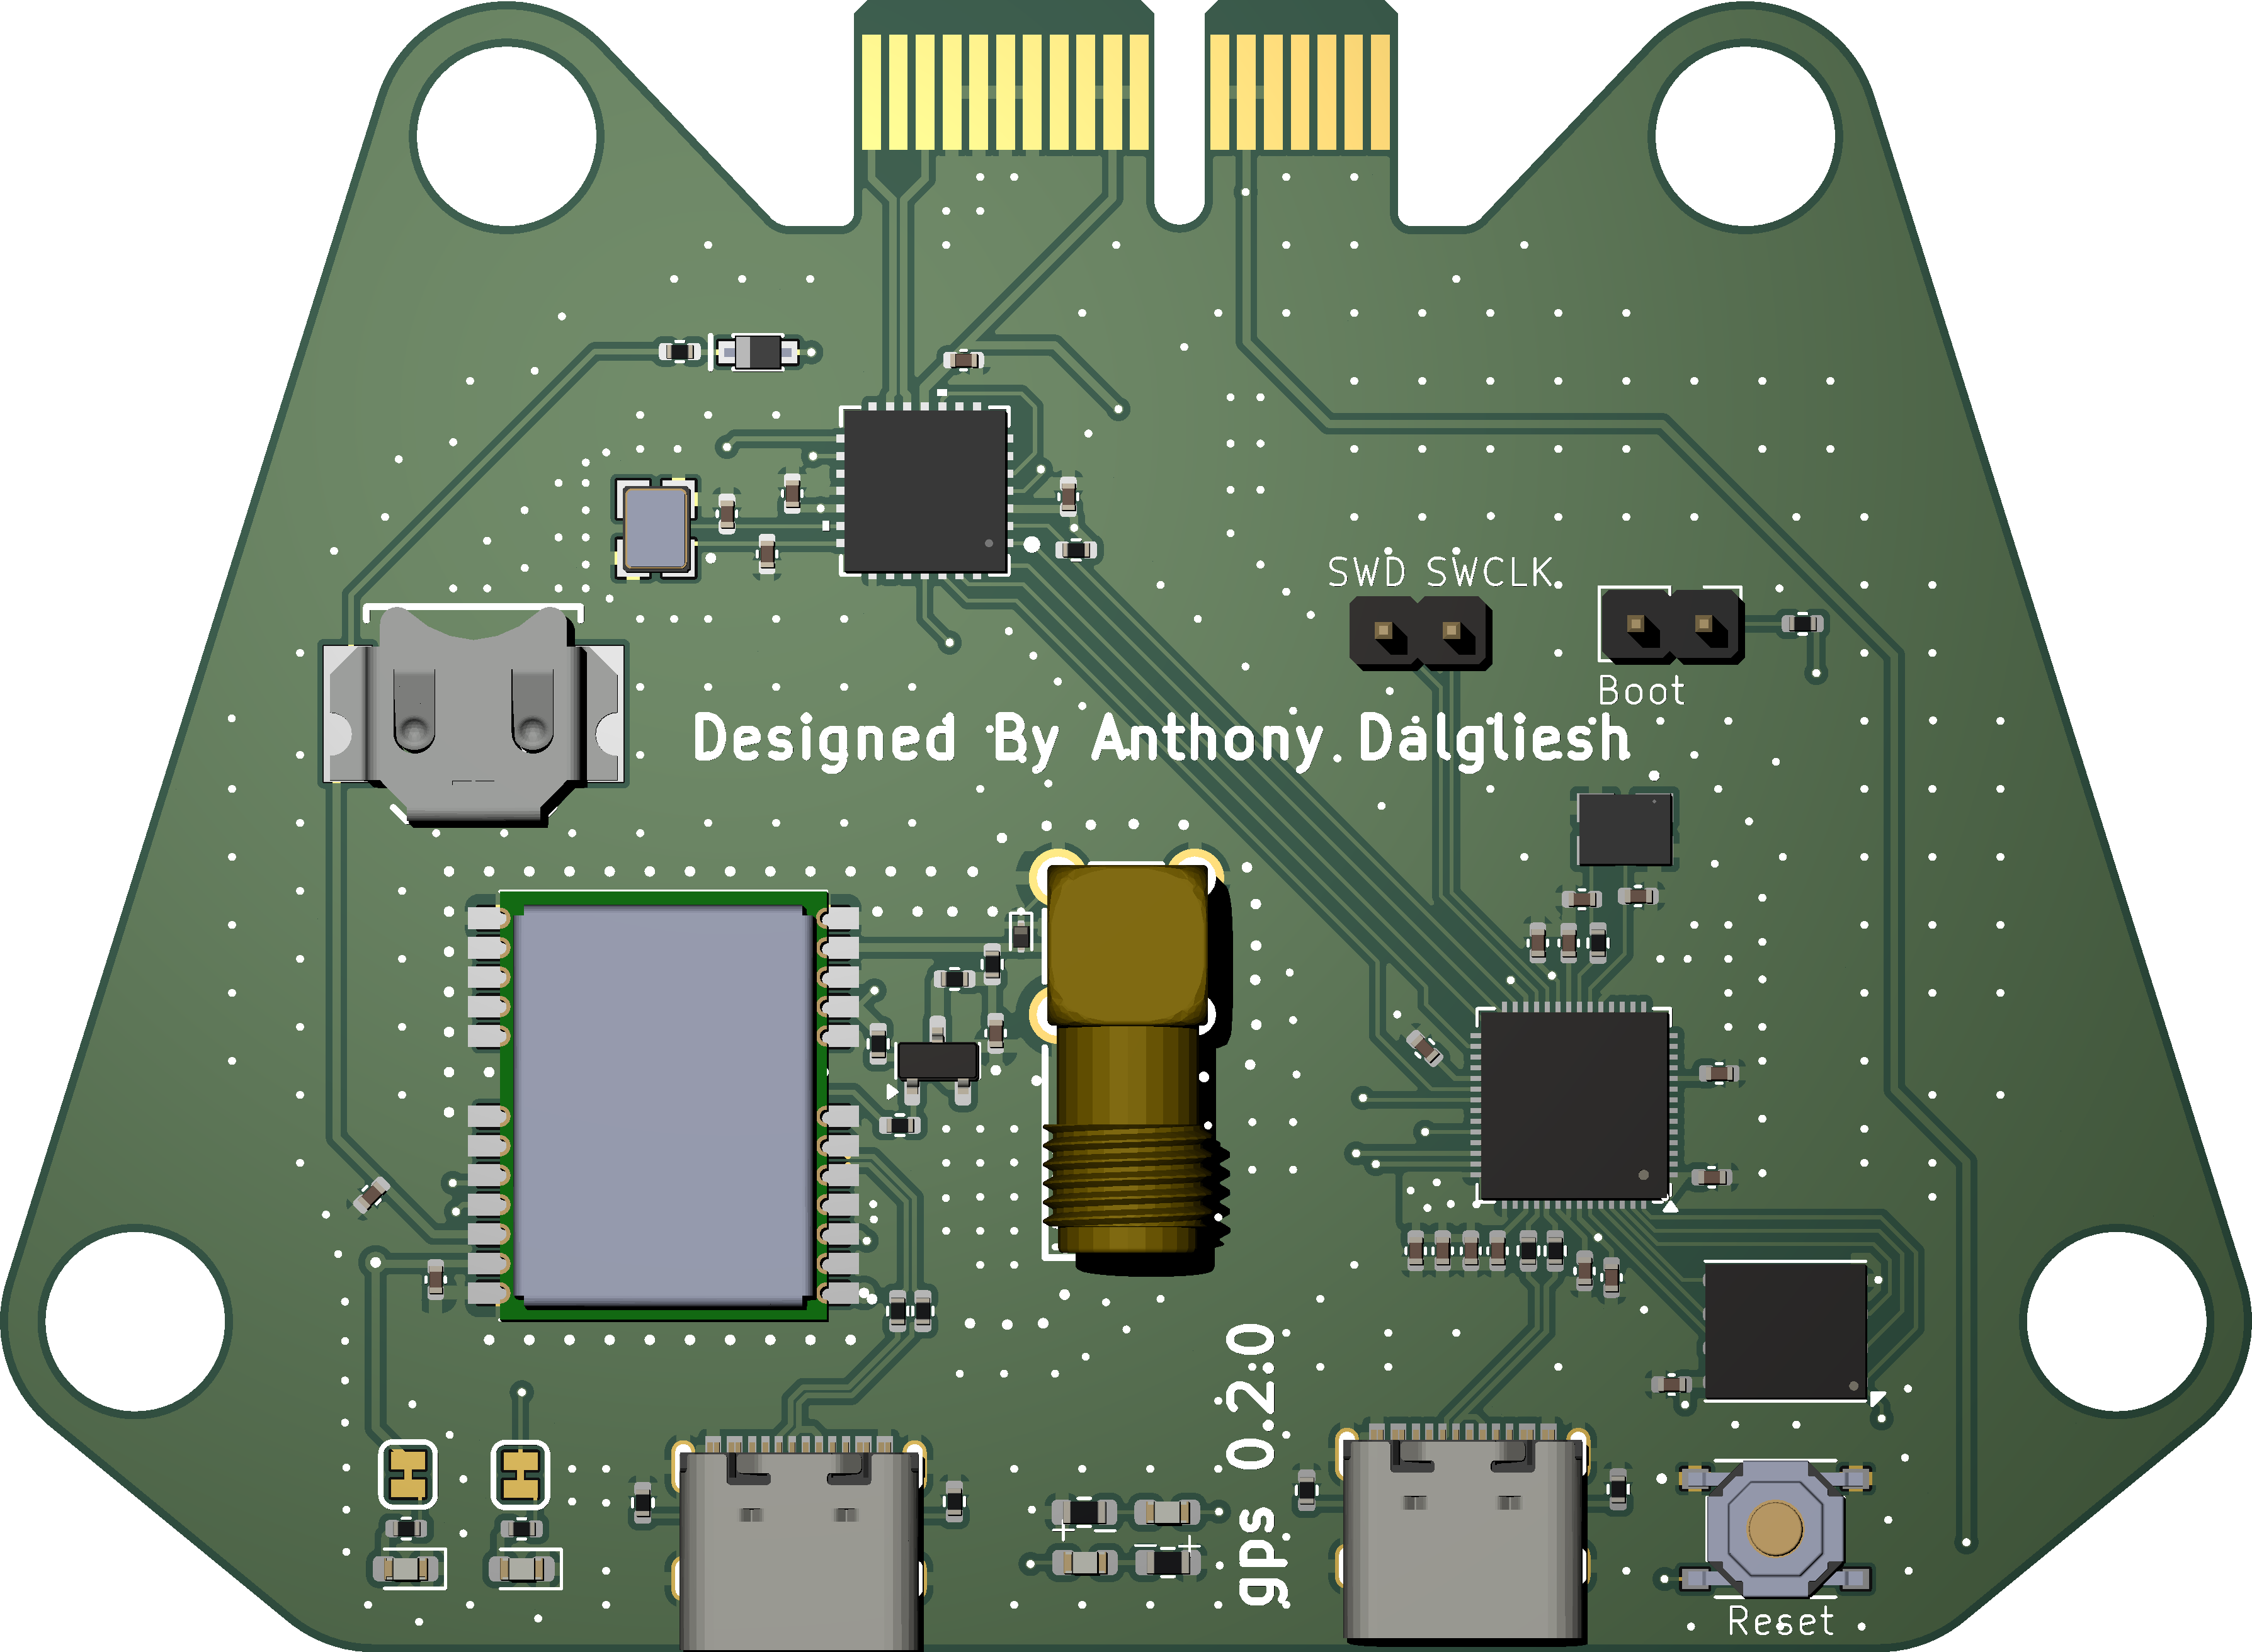 SWD SWCLK
Boot
Designed By Anthony Dalgliesh
gps 0.2.0
Reset